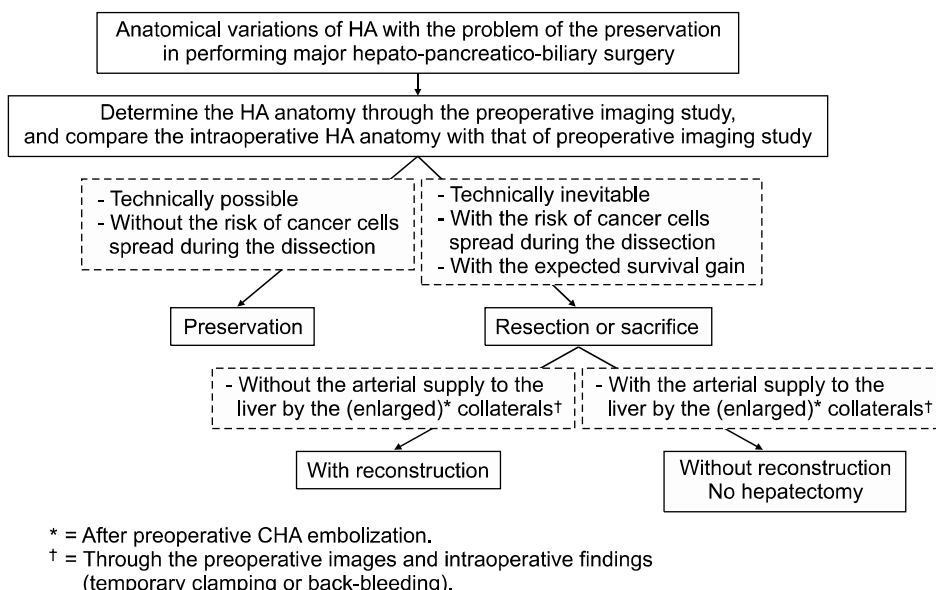 Anatomical variations of HA with the problem of the preservation
in performing major hepato-pancreatico-biliary surgery
Determine the HA anatomy through the preoperative imaging study,
and compare the intraoperative HA anatomy with that of preoperative imaging study
- Technically possible
- Without the risk of cancer cells
spread during the dissection
- Technically inevitable
- With the risk of cancer cells
spread during the dissection
- With the expected survival gain
Preservation
Resection or sacrifice
- Without the arterial supply to the
liver by the (enlarged)* collaterals†
- With the arterial supply to the
liver by the (enlarged)* collaterals†
With reconstruction
Without reconstruction
No hepatectomy
* = After preoperative CHA embolization.
† = Through the preoperative images and intraoperative findings
(temporary clamping or back-bleeding).